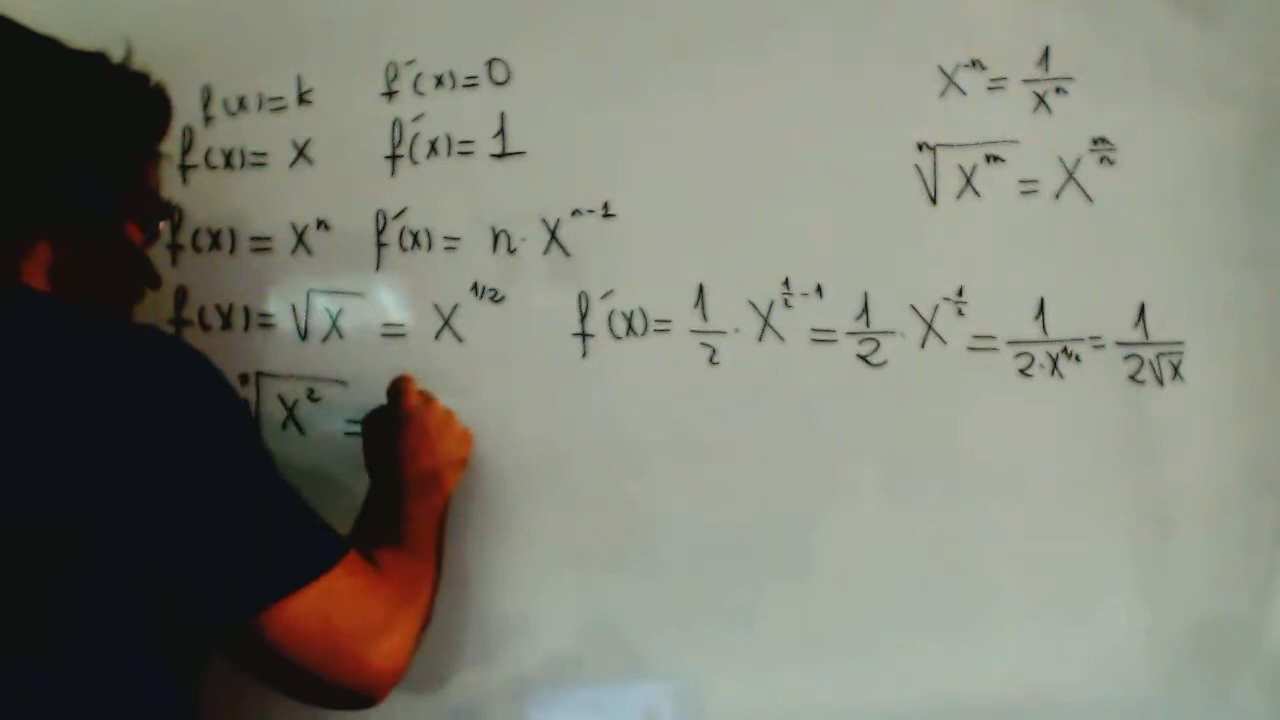 f(x)=k f´(x)=0
x⁻ⁿ = 1/xⁿ
f(x)= x f´(x)= 1
ⁿ√xᵐ = x^(m/n)
f(x) = xⁿ f´(x) = n · xⁿ⁻¹
f(x)= √x = x^(1/2) f´(x)= 1/2 · x^(1/2 - 1) = 1/2 · x^(-1/2) = 1/(2·x^(1/2)) = 1/(2√x)
√x² =